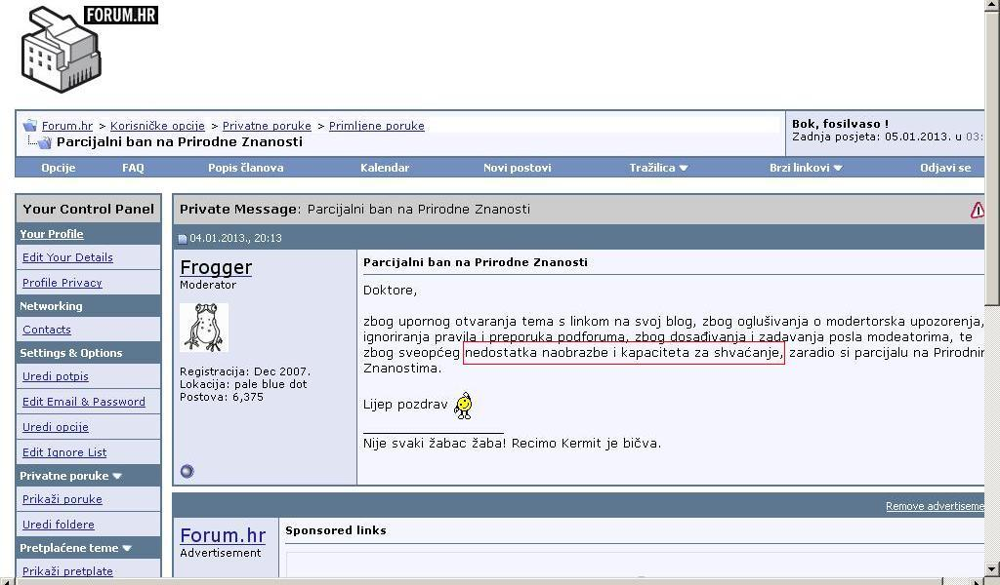 FORUM.HR
Forum.hr > Korisničke opcije > Privatne poruke > Primljene poruke
Parcijalni ban na Prirodne Znanosti
Bok, fosilvaso !
Zadnja posjeta: 05.01.2013. u 03:
Opcije FAQ Popis članova Kalendar Novi postovi Tražilica Brzi linkovi Odjavi se
Your Control Panel
Your Profile
Edit Your Details
Profile Privacy
Networking
Contacts
Settings & Options
Uredi potpis
Edit Email & Password
Uredi opcije
Edit Ignore List
Privatne poruke
Prikaži poruke
Uredi foldere
Pretplaćene teme
Prikaži pretplate
Private Message: Parcijalni ban na Prirodne Znanosti
04.01.2013., 20:13
Frogger
Moderator
Registracija: Dec 2007.
Lokacija: pale blue dot
Postova: 6,375
Parcijalni ban na Prirodne Znanosti
Doktore,
zbog upornog otvaranja tema s linkom na svoj blog, zbog oglušivanja o modertorska upozorenja,
ignoriranja pravila i preporuka podforuma, zbog dosađivanja i zadavanja posla modeatorima, te
zbog sveopćeg nedostatka naobrazbe i kapaciteta za shvaćanje, zaradio si parcijalu na Prirodnim
Znanostima.
Lijep pozdrav
Nije svaki žabac žaba! Recimo Kermit je bičva.
Remove advertiseme
Forum.hr
Advertisement
Sponsored links